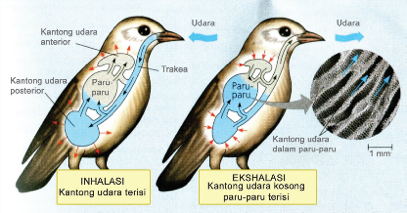 Kantong udara
anterior
Udara
Udara
Trakea
Kantong udara
posterior
Paru-
paru
Paru-
paru
Kantong udara
dalam paru-paru
1 mm
INHALASI
Kantong udara terisi
EKSHALASI
Kantong udara kosong
paru-paru terisi